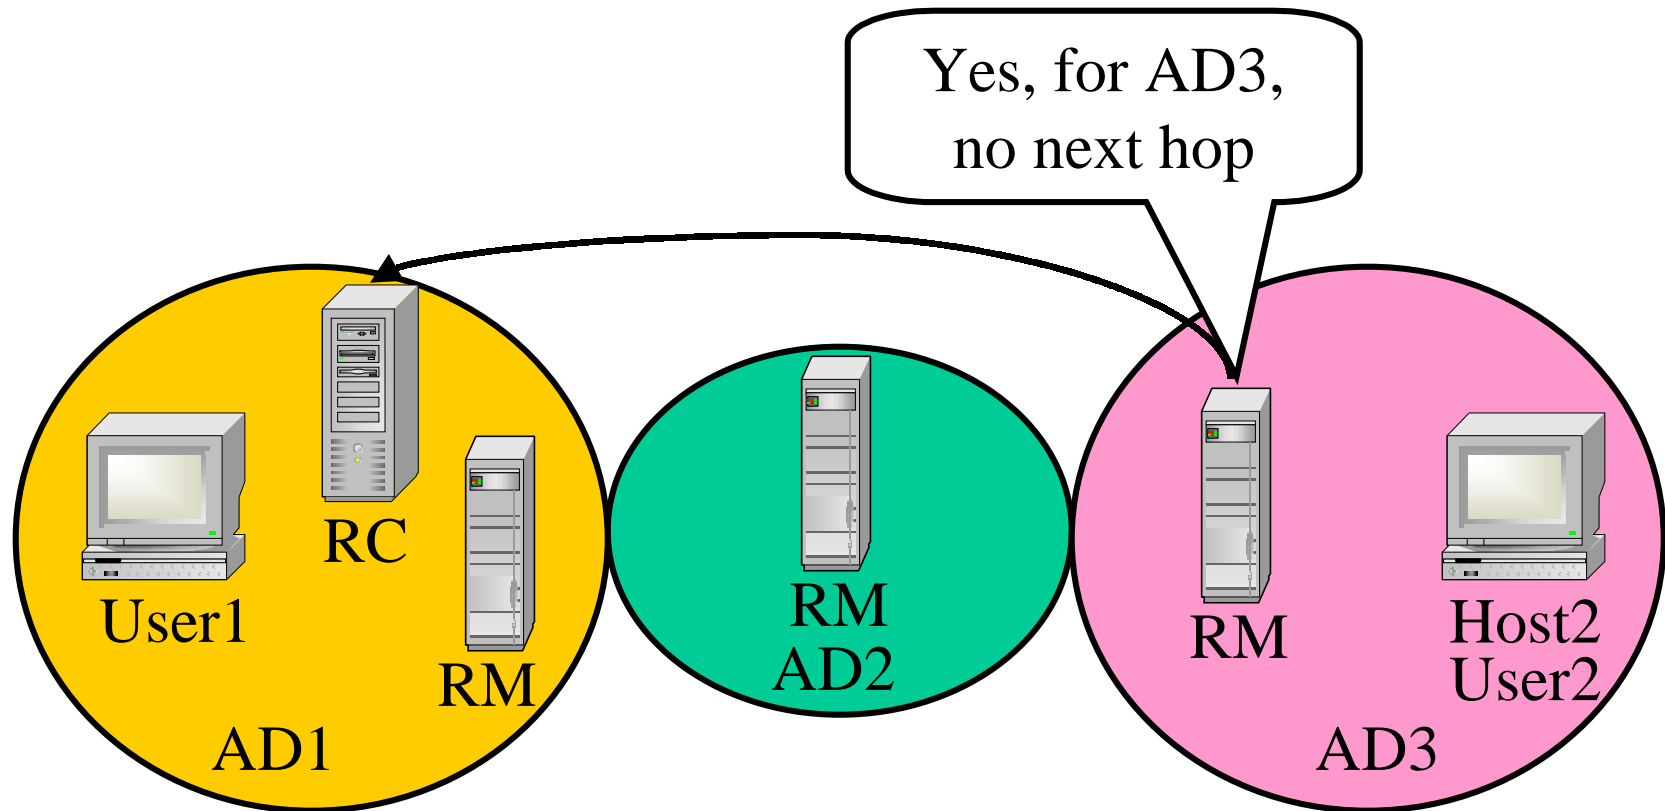 Yes, for AD3,
no next hop
RC
User1
RM
AD1
RM
AD2
RM
Host2
User2
AD3